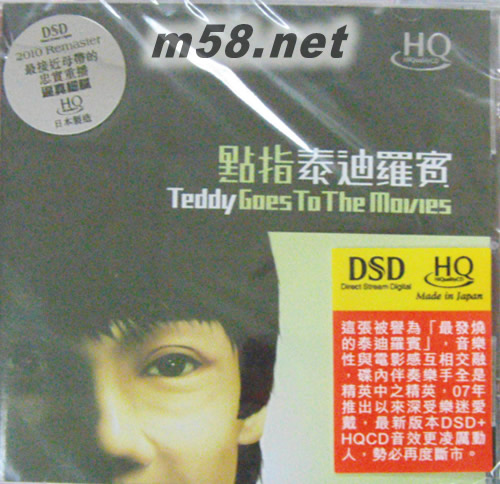 m58.net
DSD
Direct Stream Digital
2010 Remaster
最接近母帶的
忠實重播
HQ
日本製造
HQ
HiQualityCD
點指泰迪羅賓
Teddy Goes To The Movies
DSD HQ
Direct Stream Digital HiQualityCD
Made in Japan
這張被譽為「最發燒
的泰迪羅賓」，音樂
性與電影感互相交融
，碟內伴奏樂手全是
精英中之精英，07年
推出以來深受樂迷愛
戴，最新版本DSD+
HQCD音效更凌厲動
人，勢必再度斷市。